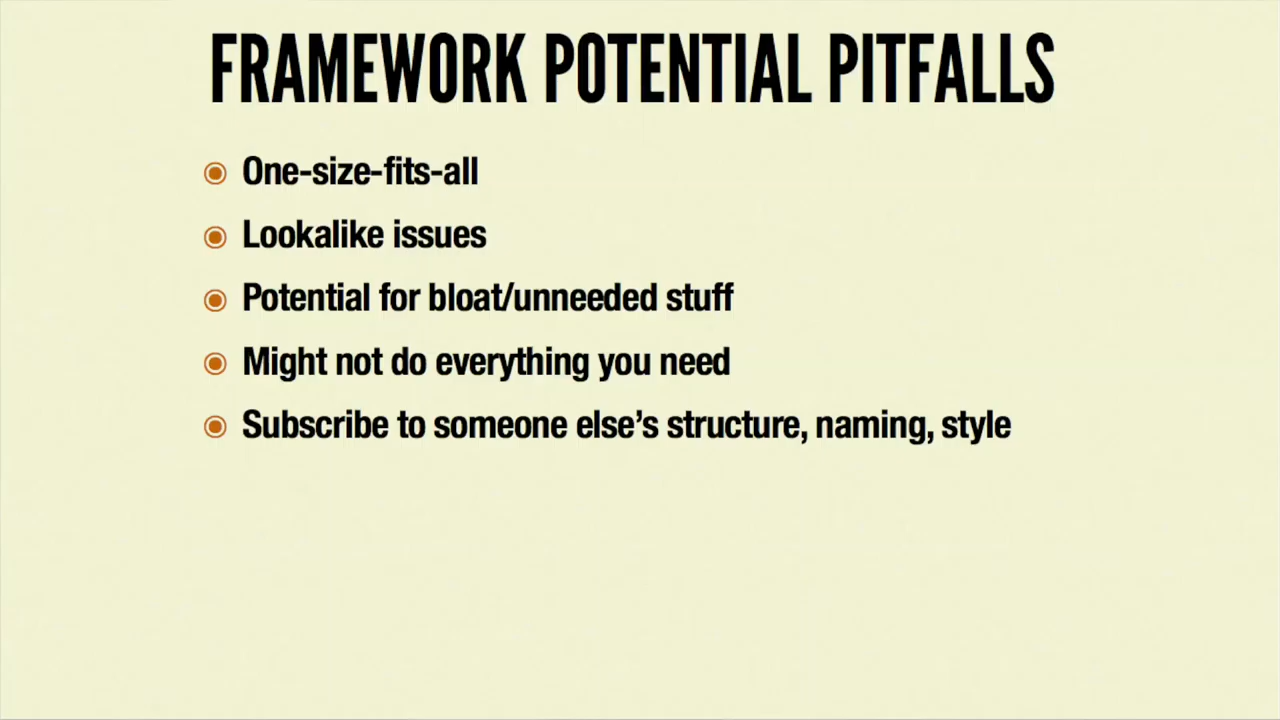 FRAMEWORK POTENTIAL PITFALLS
One-size-fits-all
Lookalike issues
Potential for bloat/unneeded stuff
Might not do everything you need
Subscribe to someone else’s structure, naming, style